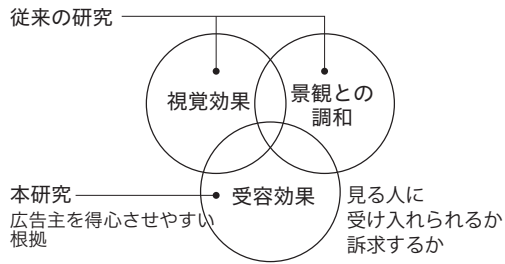 従来の研究
視覚効果
景観との
調和
本研究
広告主を得心させやすい
根拠
受容効果
見る人に
受け入れられるか
訴求するか